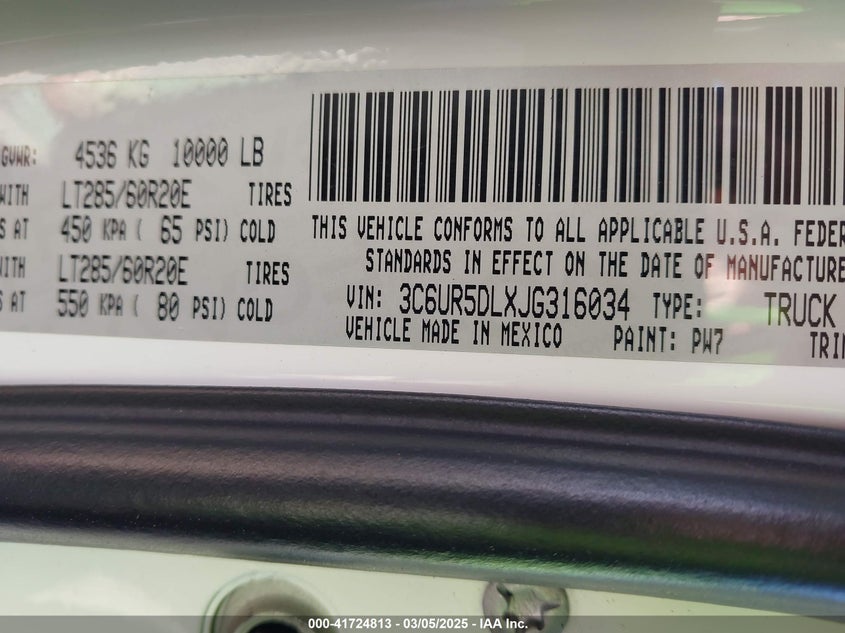 GVWR: 4536 KG 10000 LB
WITH LT285/60R20E TIRES
S AT 450 KPA ( 65 PSI) COLD
WITH LT285/60R20E TIRES
S AT 550 KPA ( 80 PSI) COLD
THIS VEHICLE CONFORMS TO ALL APPLICABLE U.S.A. FEDER
STANDARDS IN EFFECT ON THE DATE OF MANUFACTURE
VIN: 3C6UR5DLXJG316034 TYPE: TRUCK
VEHICLE MADE IN MEXICO PAINT: PW7 TRIM
000-41724813 - 03/05/2025 - IAA Inc.